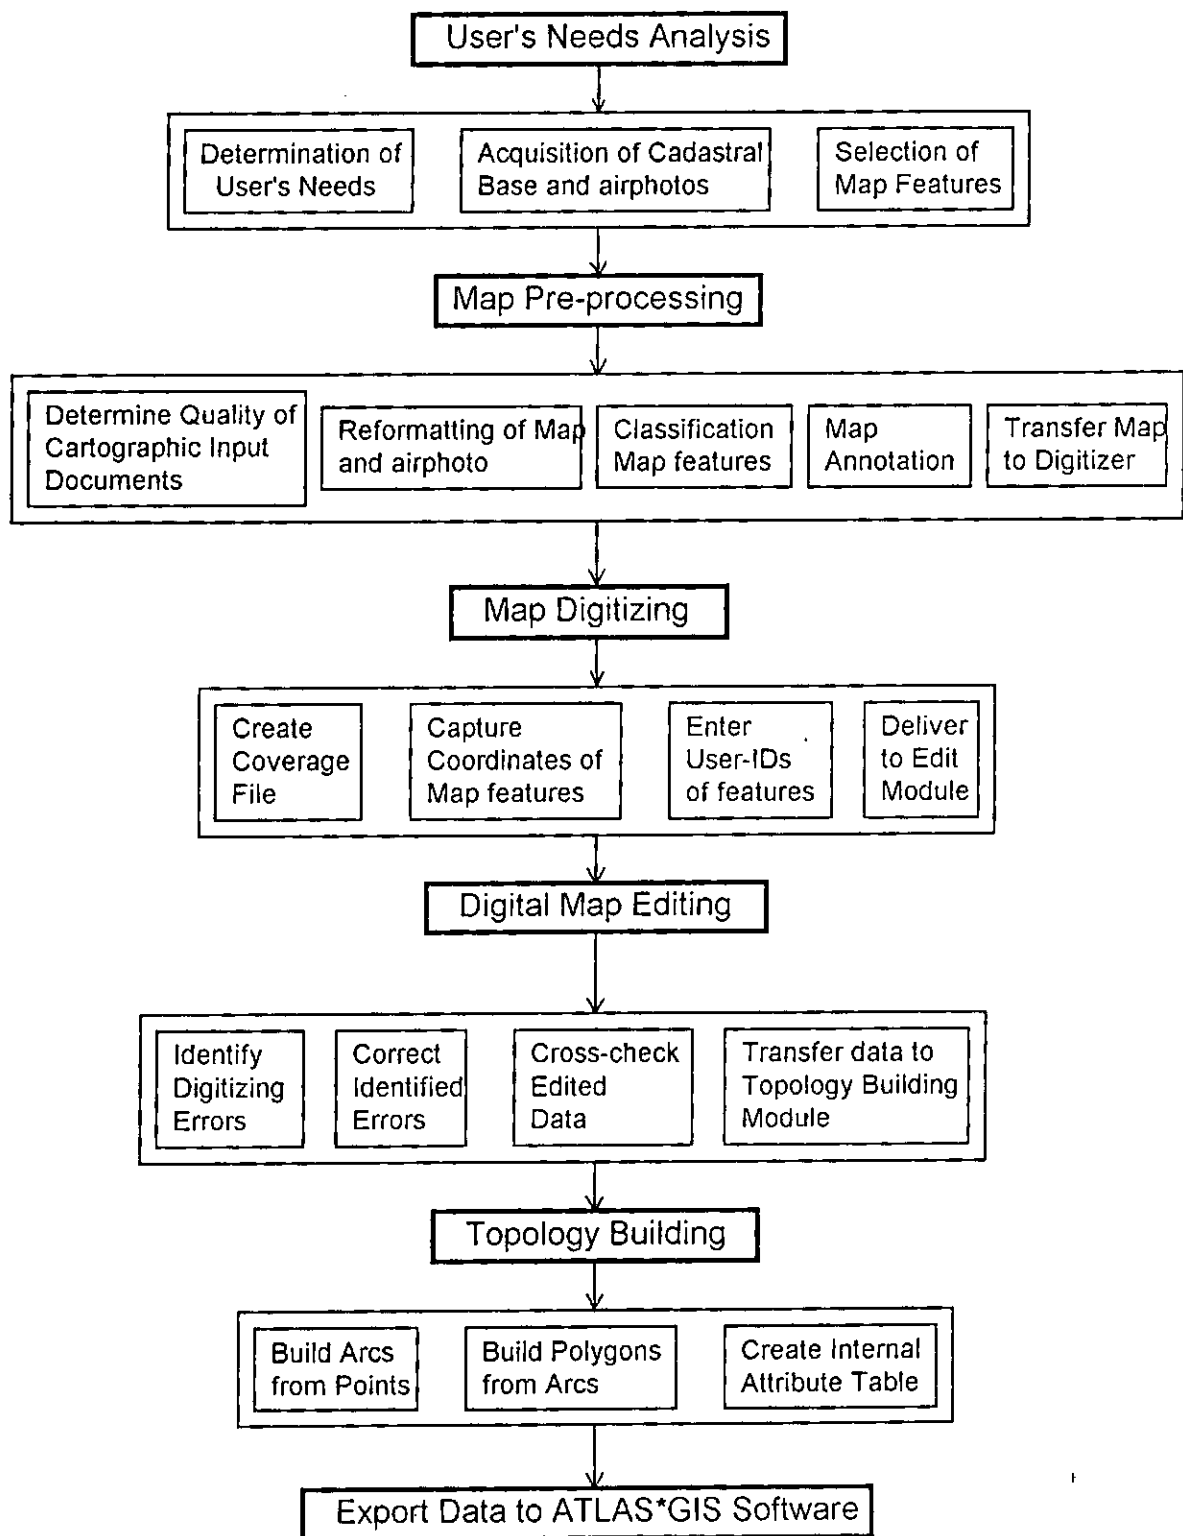 User's Needs Analysis
Determination of
User's Needs
Acquisition of Cadastral
Base and airphotos
Selection of
Map Features
Map Pre-processing
Determine Quality of
Cartographic Input
Documents
Reformatting of Map
and airphoto
Classification
Map features
Map
Annotation
Transfer Map
to Digitizer
Map Digitizing
Create
Coverage
File
Capture
Coordinates of
Map features
Enter
User-IDs
of features
Deliver
to Edit
Module
Digital Map Editing
Identify
Digitizing
Errors
Correct
Identified
Errors
Cross-check
Edited
Data
Transfer data to
Topology Building
Module
Topology Building
Build Arcs
from Points
Build Polygons
from Arcs
Create Internal
Attribute Table
Export Data to ATLAS*GIS Software